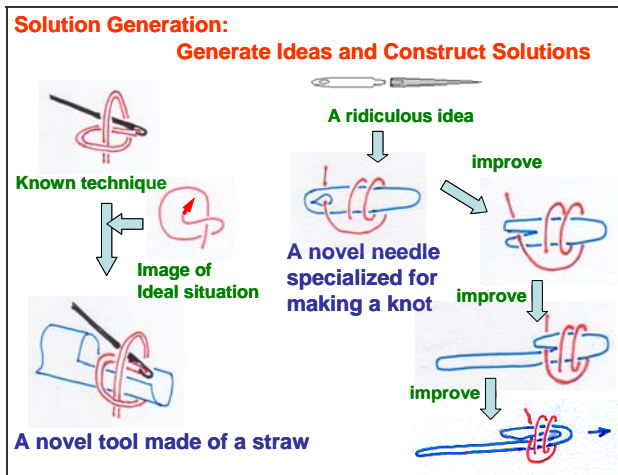 Solution Generation:
Generate Ideas and Construct Solutions
A ridiculous idea
Known technique
improve
Image of
Ideal situation
A novel needle
specialized for
making a knot
improve
improve
A novel tool made of a straw